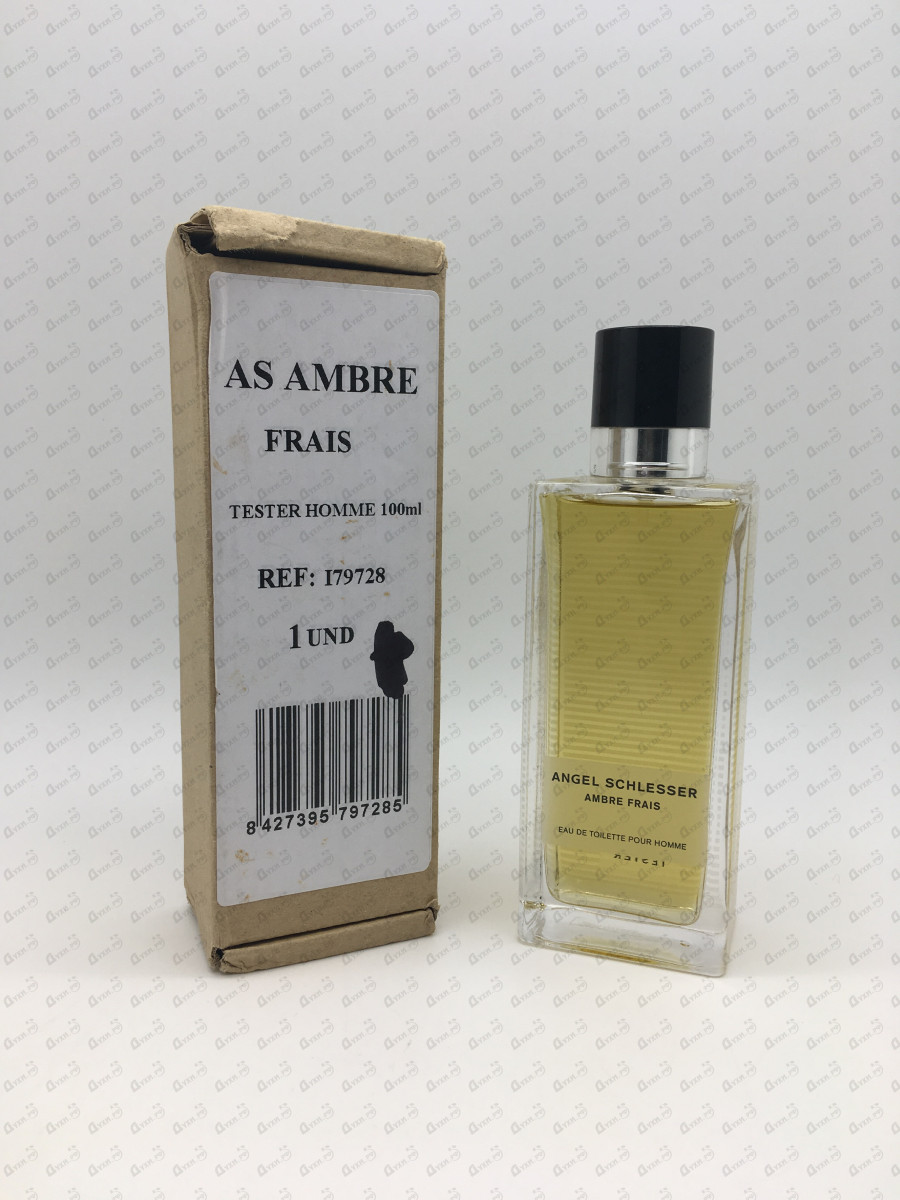 AS AMBRE
FRAIS
TESTER HOMME 100ml
REF: I79728
1 UND
8 427395 797285
ANGEL SCHLESSER
AMBRE FRAIS
EAU DE TOILETTE POUR HOMME